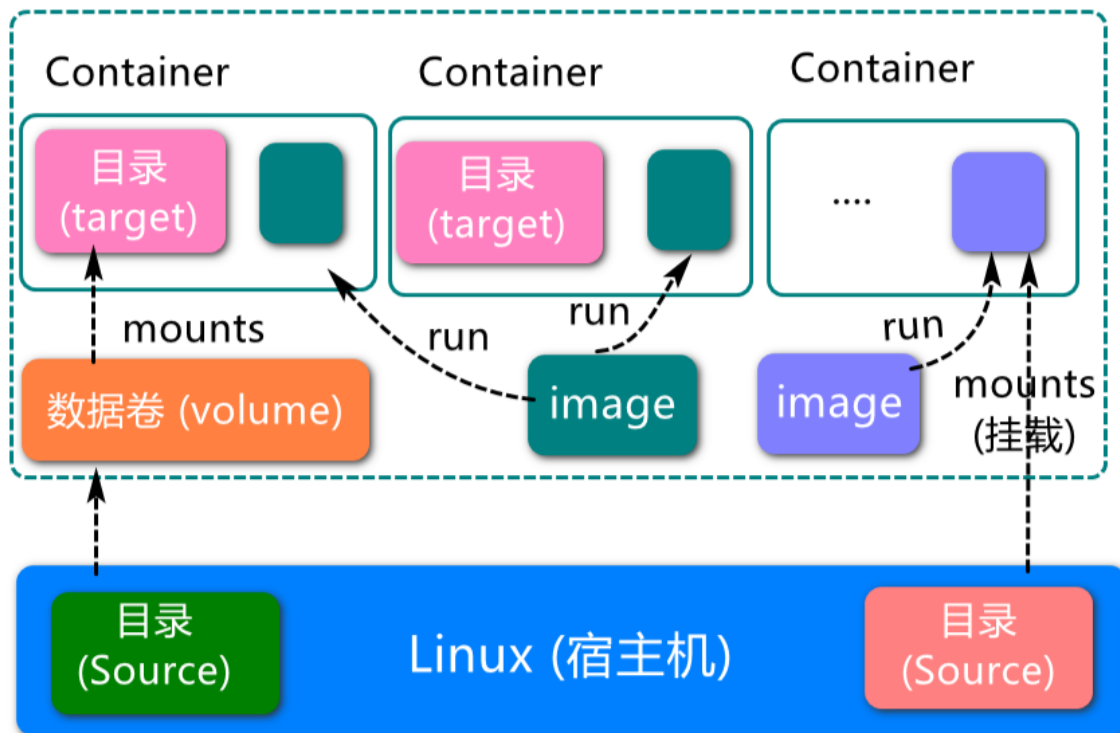 Container
Container
Container
目录
(target)
目录
(target)
....
mounts
run
run
run
数据卷 (volume)
image
image
mounts
(挂载)
目录
(Source)
Linux (宿主机)
目录
(Source)